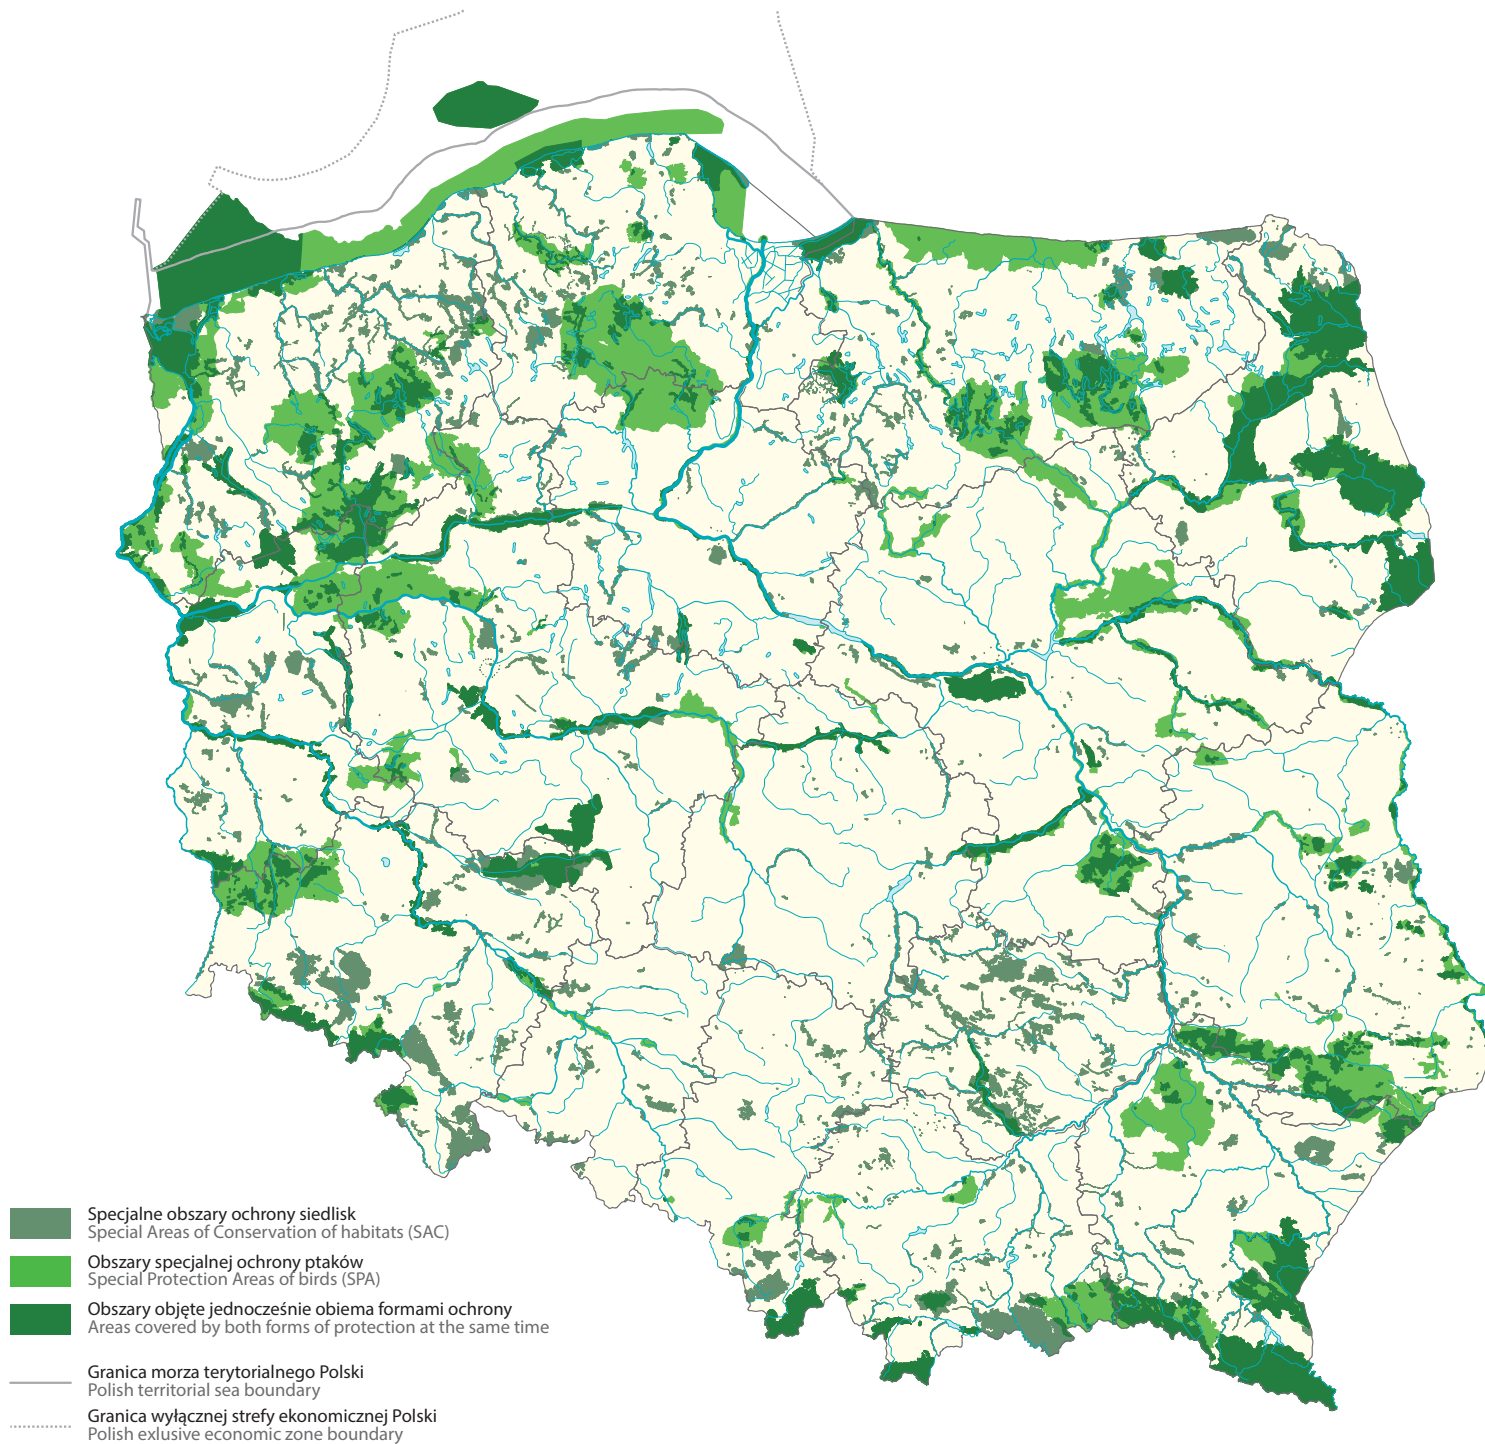 Specjalne obszary ochrony siedlisk
Special Areas of Conservation of habitats (SAC)
Obszary specjalnej ochrony ptaków
Special Protection Areas of birds (SPA)
Obszary objęte jednocześnie obiema formami ochrony
Areas covered by both forms of protection at the same time
Granica morza terytorialnego Polski
Polish territorial sea boundary
Granica wyłącznej strefy ekonomicznej Polski
Polish exlusive economic zone boundary